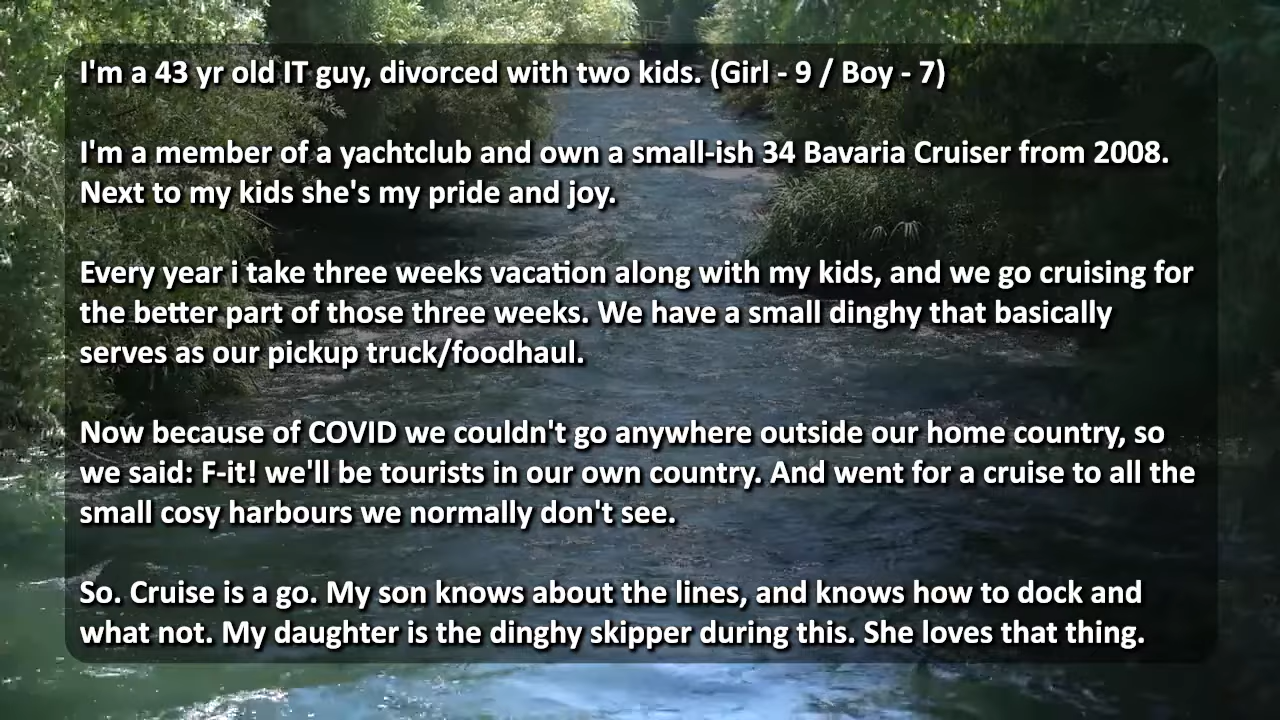 I'm a 43 yr old IT guy, divorced with two kids. (Girl - 9 / Boy - 7)
I'm a member of a yachtclub and own a small-ish 34 Bavaria Cruiser from 2008.
Next to my kids she's my pride and joy.
Every year i take three weeks vacation along with my kids, and we go cruising for
the better part of those three weeks. We have a small dinghy that basically
serves as our pickup truck/foodhaul.
Now because of COVID we couldn't go anywhere outside our home country, so
we said: F-it! we'll be tourists in our own country. And went for a cruise to all the
small cosy harbours we normally don't see.
So. Cruise is a go. My son knows about the lines, and knows how to dock and
what not. My daughter is the dinghy skipper during this. She loves that thing.